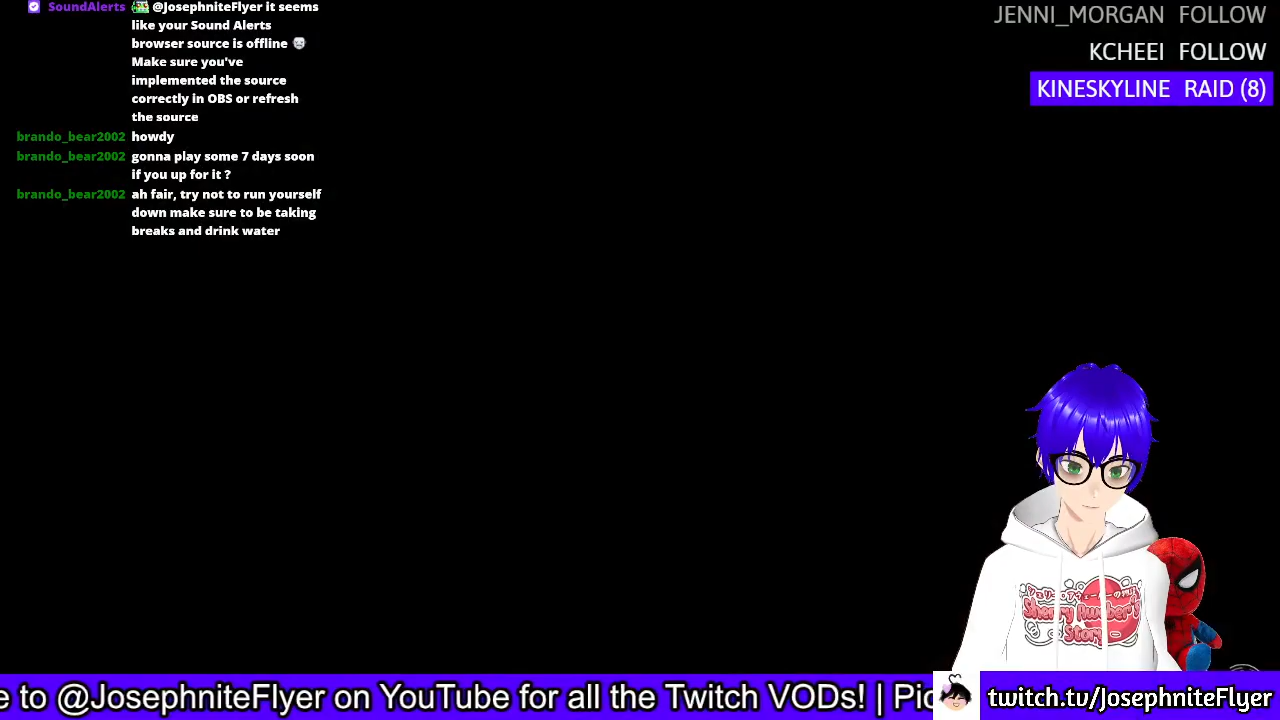 SoundAlerts @JosephniteFlyer it seems
like your Sound Alerts
browser source is offline
Make sure you've
implemented the source
correctly in OBS or refresh
the source
brando_bear2002 howdy
brando_bear2002 gonna play some 7 days soon
if you up for it ?
brando_bear2002 ah fair, try not to run yourself
down make sure to be taking
breaks and drink water
JENNI_MORGAN FOLLOW
KCHEEI FOLLOW
KINESKYLINE RAID (8)
Sherry Awber's
Story
e to @JosephniteFlyer on YouTube for all the Twitch VODs! | Pic
twitch.tv/JosephniteFlyer